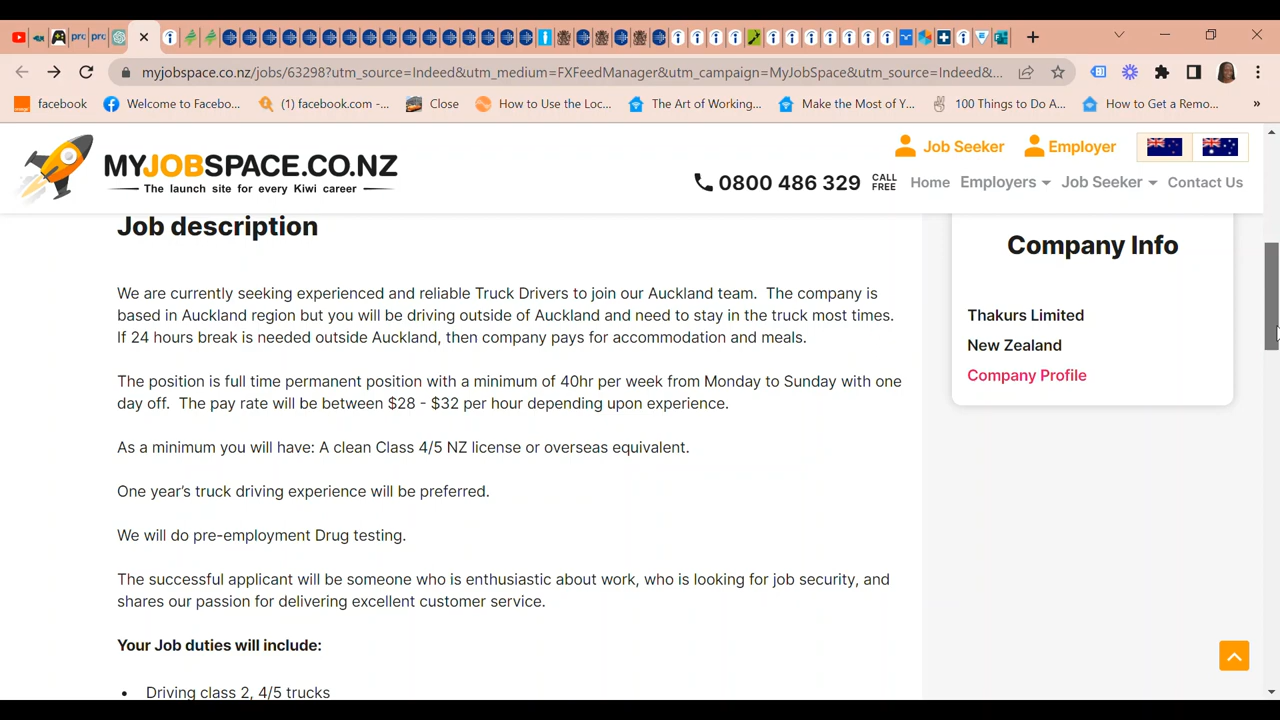 prc
prc
myjobspace.co.nz/jobs/63298?utm_source=Indeed&utm_medium=FXFeedManager&utm_campaign=MyJobSpace&utm_source=Indeed&...
facebook
Welcome to Facebo...
(1) facebook.com -...
Close
How to Use the Loc...
The Art of Working...
Make the Most of Y...
100 Things to Do A...
How to Get a Remo...
»
MYJOBSPACE.CO.NZ
The launch site for every Kiwi career
Job Seeker
Employer
0800 486 329 CALL FREE
Home
Employers
Job Seeker
Contact Us
Job description
We are currently seeking experienced and reliable Truck Drivers to join our Auckland team. The company is
based in Auckland region but you will be driving outside of Auckland and need to stay in the truck most times.
If 24 hours break is needed outside Auckland, then company pays for accommodation and meals.
The position is full time permanent position with a minimum of 40hr per week from Monday to Sunday with one
day off. The pay rate will be between $28 - $32 per hour depending upon experience.
As a minimum you will have: A clean Class 4/5 NZ license or overseas equivalent.
One year's truck driving experience will be preferred.
We will do pre-employment Drug testing.
The successful applicant will be someone who is enthusiastic about work, who is looking for job security, and
shares our passion for delivering excellent customer service.
Your Job duties will include:
• Driving class 2, 4/5 trucks
Company Info
Thakurs Limited
New Zealand
Company Profile